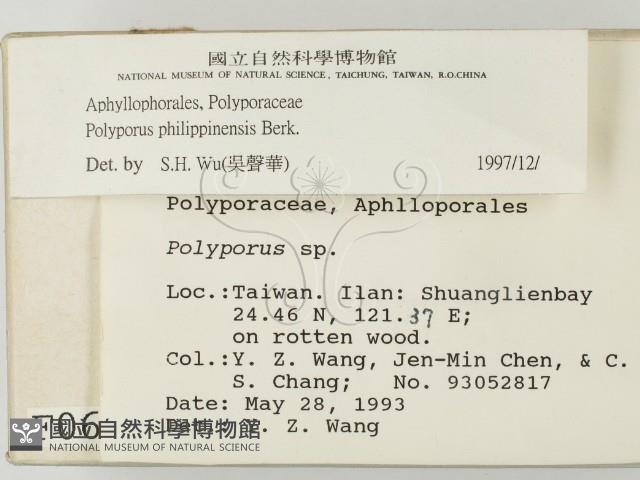 國立自然科學博物館
NATIONAL MUSEUM OF NATURAL SCIENCE, TAICHUNG, TAIWAN, R.O.CHINA
Aphyllophorales, Polyporaceae
Polyporus philippinensis Berk.
Det. by S.H. Wu(吳聲華) 1997/12/
Polyporaceae, Aphlloporales
Polyporus sp.
Loc.:Taiwan. Ilan: Shuanglienbay
24.46 N, 121.37 E;
on rotten wood.
Col.:Y. Z. Wang, Jen-Min Chen, & C.
S. Chang; No. 93052817
Date: May 28, 1993
Z. Wang
F06
國立自然科學博物館
NATIONAL MUSEUM OF NATURAL SCIENCE